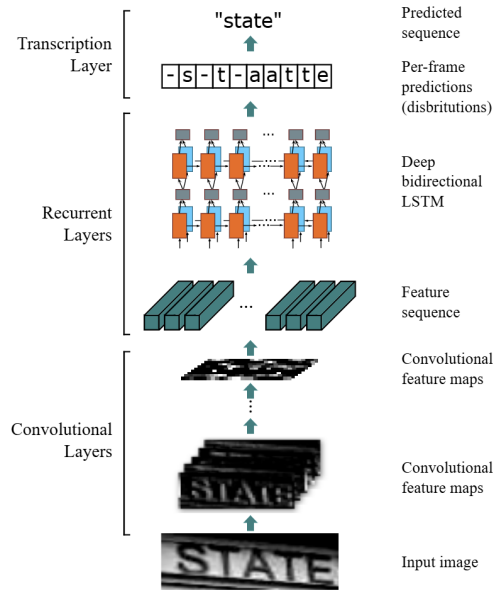 "state"
Predicted
sequence
Transcription
Layer
-s-t-aatte
Per-frame
predictions
(disbritutions)
Recurrent
Layers
...
Deep
bidirectional
LSTM
...
Feature
sequence
Convolutional
feature maps
Convolutional
Layers
STATE
Convolutional
feature maps
STATE
Input image